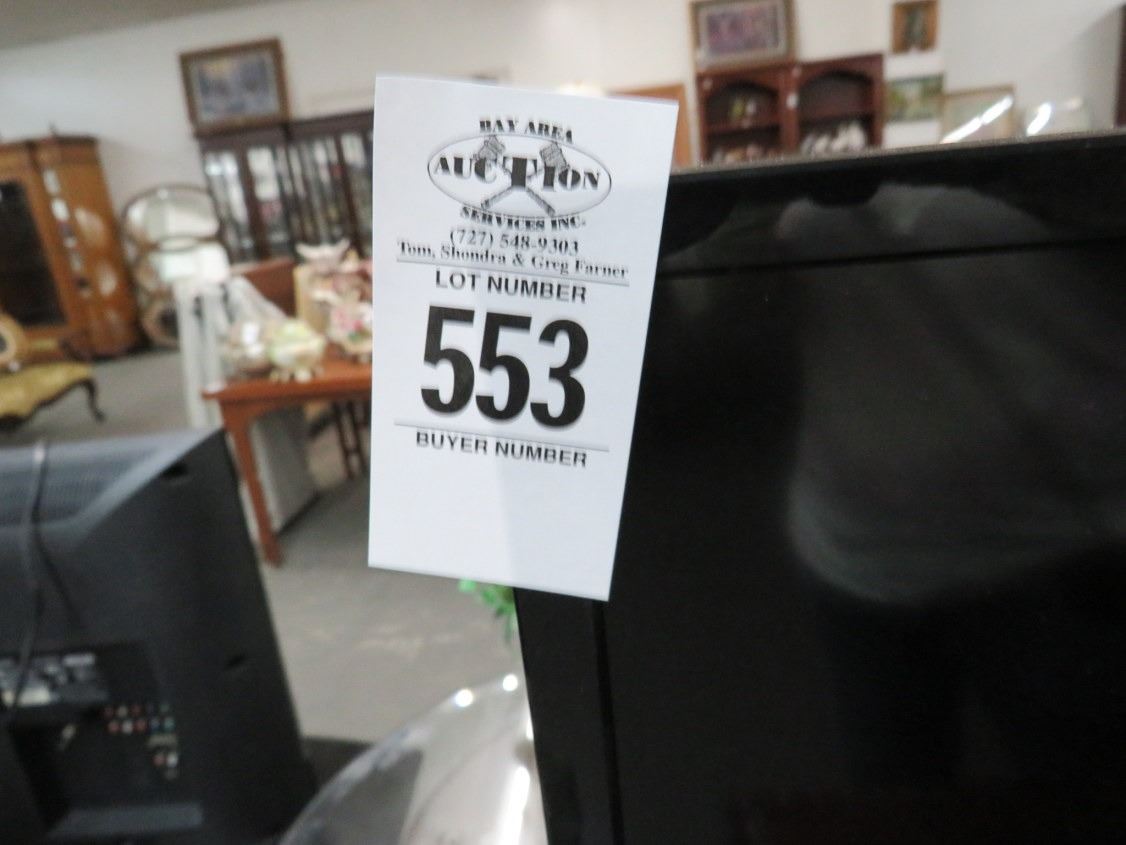 BAY AREA
AUCTION
SERVICES INC.
(727) 548-9303
Tom, Shondra & Greg Farner
LOT NUMBER
553
BUYER NUMBER